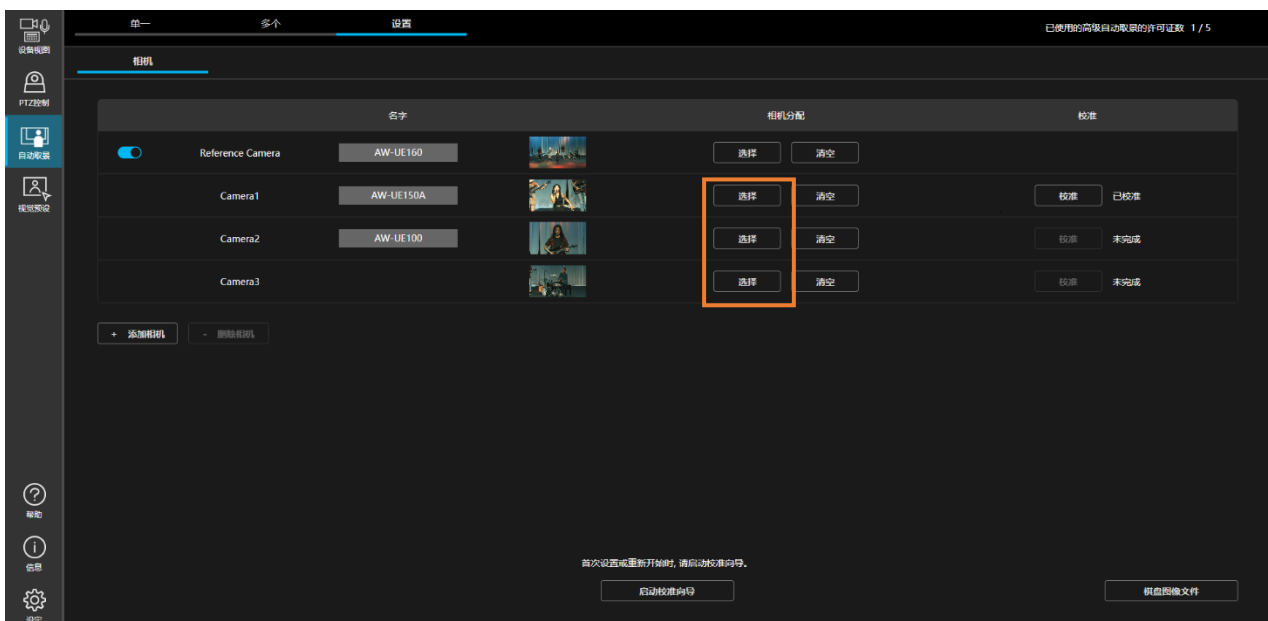 单一 多个 设置 已使用的高级自动取景的许可证数 1 / 5
设备视图
相机
PTZ控制
名字 相机分配 校准
自动取景
Reference Camera AW-UE160 选择 清空
Camera1 AW-UE150A 选择 清空 校准 已校准
视觉预设
Camera2 AW-UE100 选择 清空 校准 未完成
Camera3 选择 清空 校准 未完成
+ 添加相机 - 删除相机
帮助
信息
首次设置或重新开始时, 请启动校准向导。
启动校准向导 棋盘图像文件